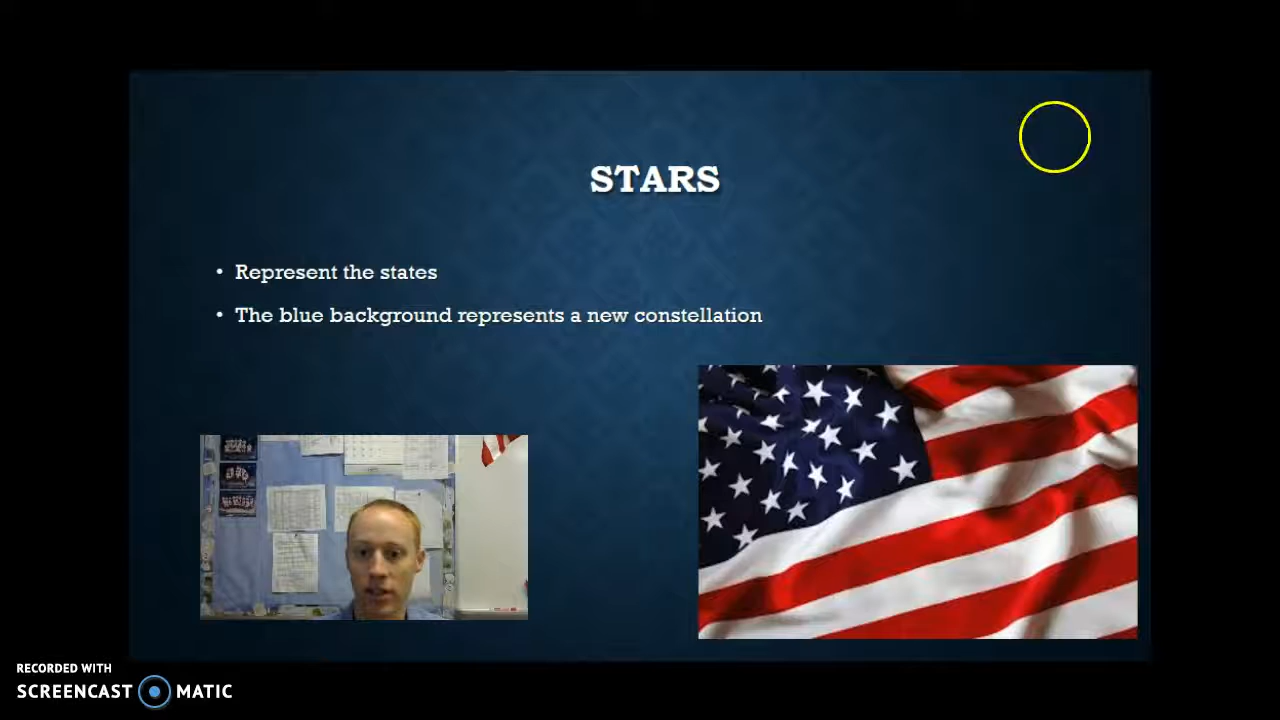 STARS
• Represent the states
• The blue background represents a new constellation
RECORDED WITH
SCREENCAST MATIC